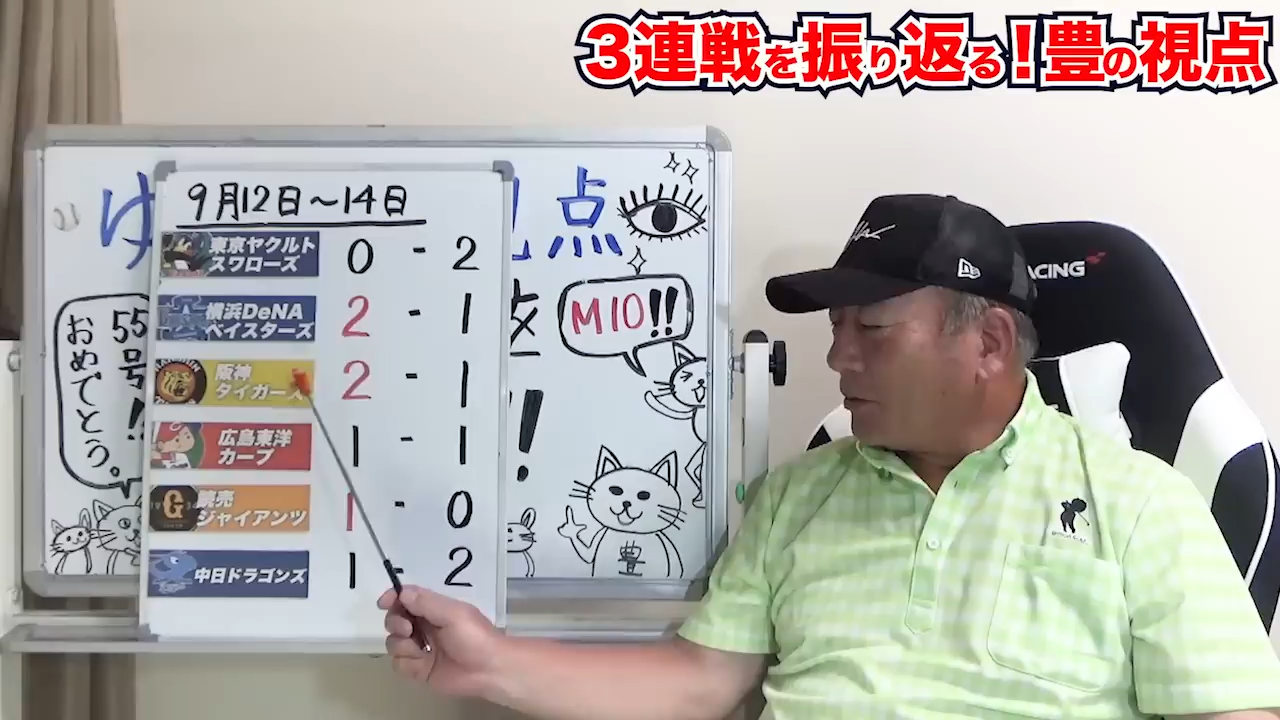 3連戦を振り返る!豊の視点
9月12日~14日
ゆ
点
東京ヤクルト
スワローズ
0 - 2
横浜DeNA
ベイスターズ
2 - 1
阪神
タイガース
2 - 1
広島東洋
カープ
1 - 1
読売
ジャイアンツ
1 - 0
中日ドラゴンズ
1 - 2
55号!!
おめでとう。
M10!!
!!
豊
G
ACING